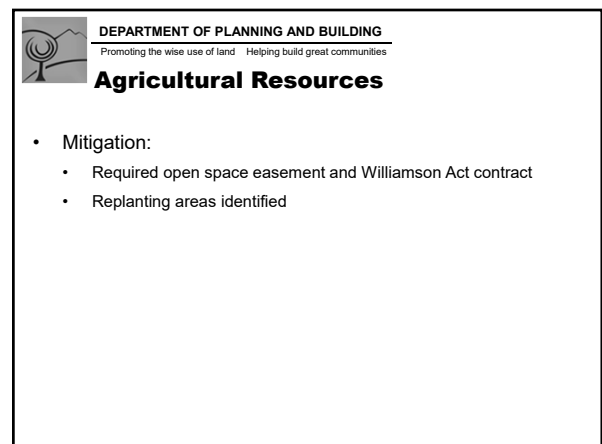 DEPARTMENT OF PLANNING AND BUILDING
Promoting the wise use of land Helping build great communities
Agricultural Resources
• Mitigation:
• Required open space easement and Williamson Act contract
• Replanting areas identified